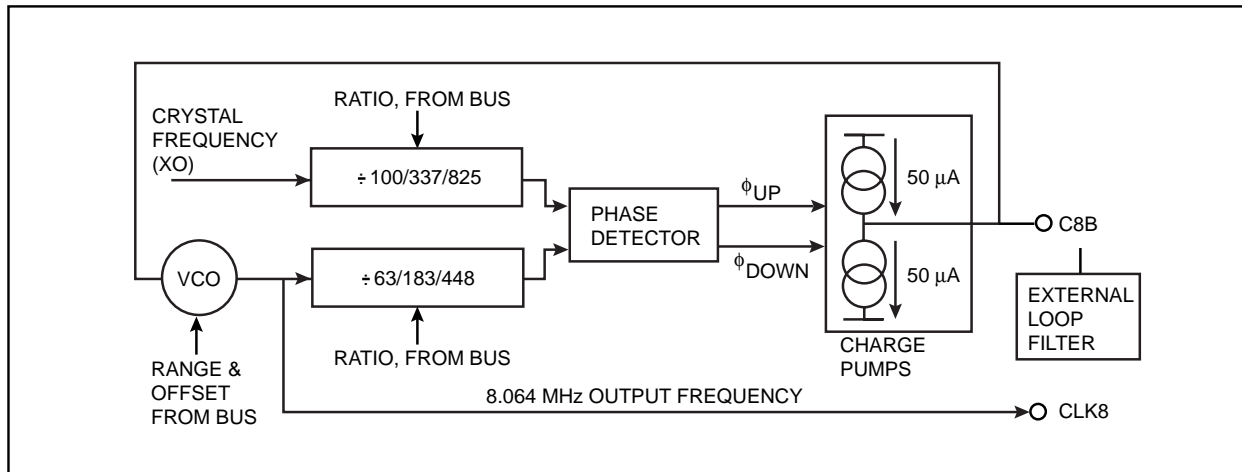 RATIO, FROM BUS
CRYSTAL
FREQUENCY
(XO)
÷ 100/337/825
50 µA
ϕUP
PHASE
DETECTOR
C8B
VCO
÷ 63/183/448
ϕDOWN
50 µA
EXTERNAL
LOOP
FILTER
RATIO, FROM BUS
CHARGE
PUMPS
RANGE &
OFFSET
FROM BUS
8.064 MHz OUTPUT FREQUENCY
CLK8